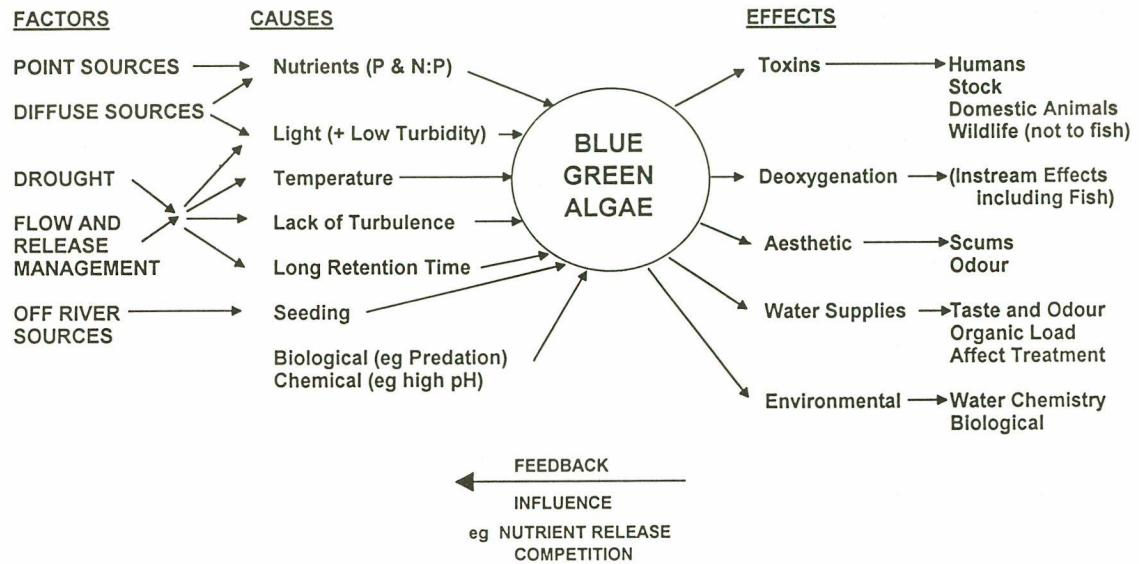 FACTORS
CAUSES
EFFECTS
POINT SOURCES
DIFFUSE SOURCES
DROUGHT
FLOW AND
RELEASE
MANAGEMENT
OFF RIVER
SOURCES
Nutrients (P & N:P)
Light (+ Low Turbidity)
Temperature
Lack of Turbulence
Long Retention Time
Seeding
Biological (eg Predation)
Chemical (eg high pH)
BLUE
GREEN
ALGAE
Toxins
Humans
Stock
Domestic Animals
Wildlife (not to fish)
Deoxygenation
(Instream Effects
including Fish)
Aesthetic
Scums
Odour
Water Supplies
Taste and Odour
Organic Load
Affect Treatment
Environmental
Water Chemistry
Biological
FEEDBACK
INFLUENCE
eg NUTRIENT RELEASE
COMPETITION